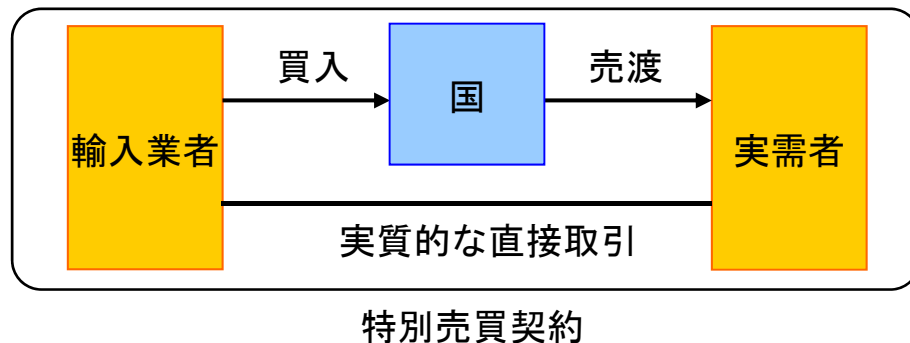 買入
売渡
輸入業者
国
実需者
実質的な直接取引
特別売買契約